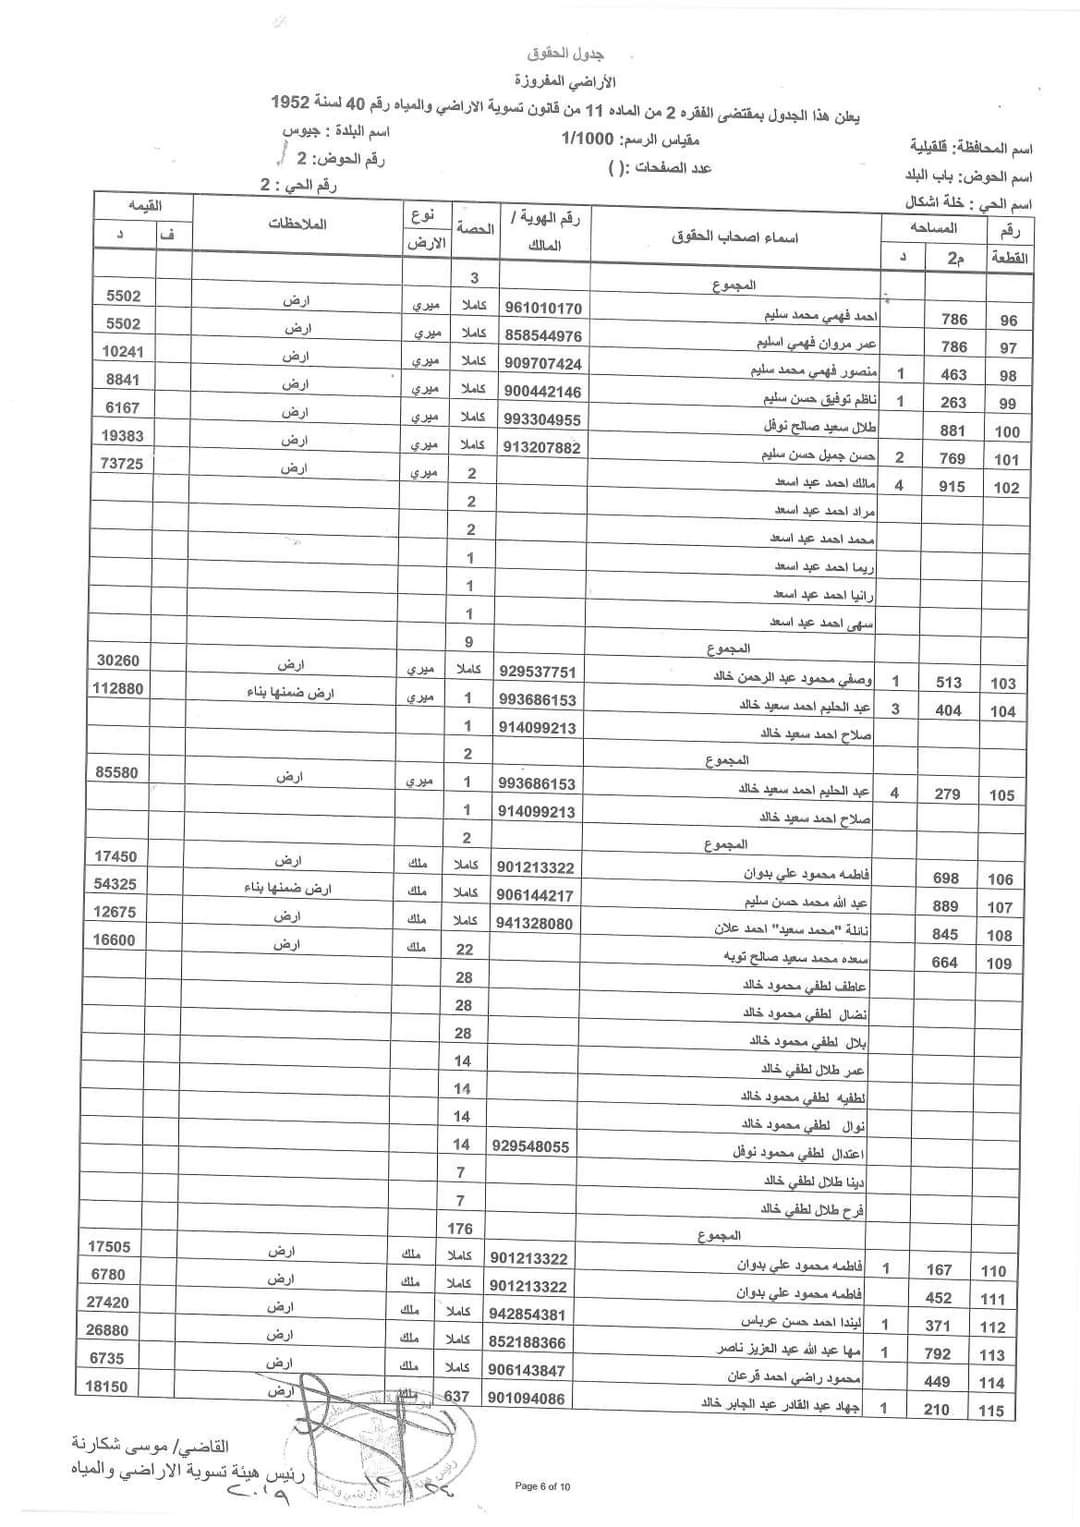 جدول الحقوق
الأراضي المفروزة
يعلن هذا الجدول بمقتضى الفقره 2 من الماده 11 من قانون تسوية الاراضي والمياه رقم 40 لسنة 1952
اسم المحافظة: قلقيلية مقياس الرسم: 1/1000 اسم البلدة : جيوس
اسم الحوض: باب البلد عدد الصفحات :( ) رقم الحوض: 2
اسم الحي : خلة اشكال رقم الحي : 2
رقم القطعة المساحه م2 د اسماء اصحاب الحقوق رقم الهوية / المالك الحصة نوع الارض الملاحظات القيمه ف د
المجموع 3
96 786 احمد فهمي محمد سليم 961010170 كاملا ميري ارض 5502
97 786 عمر مروان فهمي اسليم 858544976 كاملا ميري ارض 5502
98 463 1 منصور فهمي محمد سليم 909707424 كاملا ميري ارض 10241
99 263 1 ناظم توفيق حسن سليم 900442146 كاملا ميري ارض 8841
100 881 طلال سعيد صالح نوفل 993304955 كاملا ميري ارض 6167
101 769 2 حسن جميل حسن سليم 913207882 كاملا ميري ارض 19383
102 915 4 مالك احمد عبد اسعد 2 ميري ارض 73725
مراد احمد عبد اسعد 2
محمد احمد عبد اسعد 2
ريما احمد عبد اسعد 1
رانيا احمد عبد اسعد 1
سهى احمد عبد اسعد 1
المجموع 9
103 513 1 وصفي محمود عبد الرحمن خالد 929537751 كاملا ميري ارض 30260
104 404 3 عبد الحليم احمد سعيد خالد 993686153 1 ميري ارض ضمنها بناء 112880
صلاح احمد سعيد خالد 914099213 1
المجموع 2
105 279 4 عبد الحليم احمد سعيد خالد 993686153 1 ميري ارض 85580
صلاح احمد سعيد خالد 914099213 1
المجموع 2
106 698 فاطمه محمود علي بدوان 901213322 كاملا ملك ارض 17450
107 889 عبد الله محمد حسن سليم 906144217 كاملا ملك ارض ضمنها بناء 54325
108 845 نائلة "محمد سعيد" احمد علان 941328080 كاملا ملك ارض 12675
109 664 سعده محمد سعيد صالح توبه 22 ملك ارض 16600
عاطف لطفي محمود خالد 28
نضال لطفي محمود خالد 28
بلال لطفي محمود خالد 28
عمر طلال لطفي خالد 14
لطفيه لطفي محمود خالد 14
نوال لطفي محمود خالد 14
اعتدال لطفي محمود نوفل 929548055 14
دينا طلال لطفي خالد 7
فرح طلال لطفي خالد 7
المجموع 176
110 167 1 فاطمه محمود علي بدوان 901213322 كاملا ملك ارض 17505
111 452 فاطمه محمود علي بدوان 901213322 كاملا ملك ارض 6780
112 371 1 ليندا احمد حسن عرباس 942854381 كاملا ملك ارض 27420
113 792 1 مها عبد الله عبد العزيز ناصر 852188366 كاملا ملك ارض 26880
114 449 محمود راضي احمد قرعان 906143847 كاملا ملك ارض 6735
115 210 1 جهاد عبد القادر عبد الجابر خالد 901094086 637 ملك ارض 18150
القاضي/ موسى شكارنة
رئيس هيئة تسوية الاراضي والمياه
Page 6 of 10